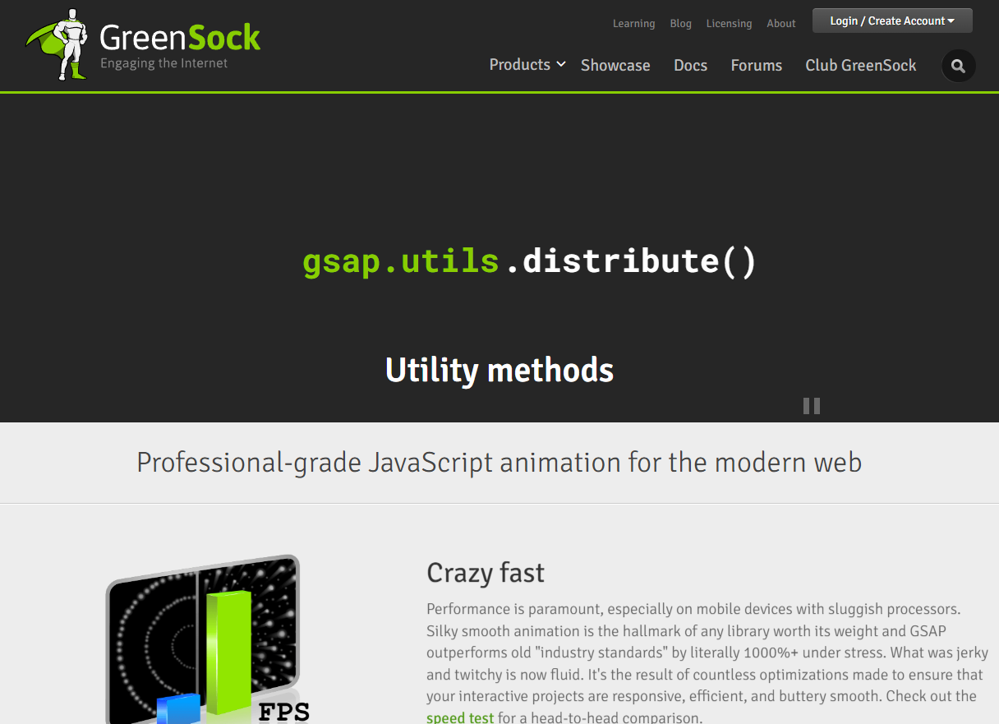 GreenSock
Engaging the Internet
Learning Blog Licensing About Login / Create Account
Products Showcase Docs Forums Club GreenSock
gsap.utils.distribute()
Utility methods
Professional-grade JavaScript animation for the modern web
Crazy fast
Performance is paramount, especially on mobile devices with sluggish processors.
Silky smooth animation is the hallmark of any library worth its weight and GSAP
outperforms old "industry standards" by literally 1000%+ under stress. What was jerky
and twitchy is now fluid. It's the result of countless optimizations made to ensure that
your interactive projects are responsive, efficient, and buttery smooth. Check out the
speed test for a head-to-head comparison.
FPS